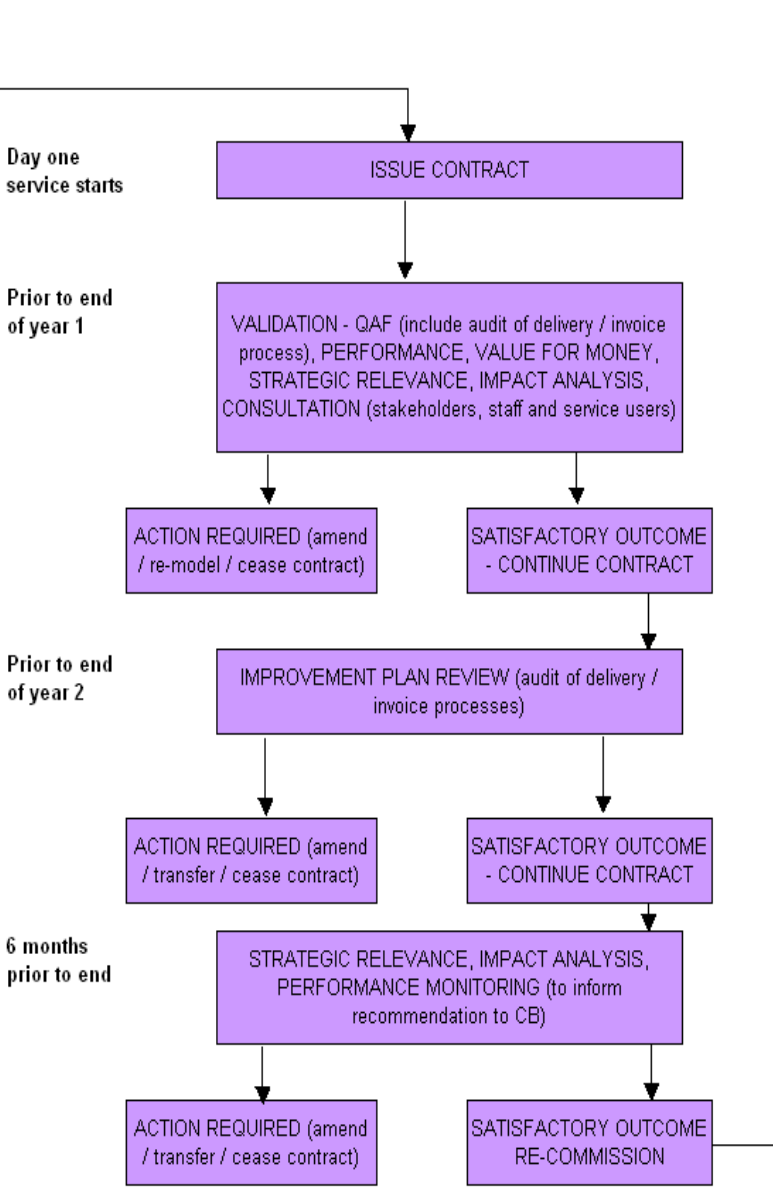 Day one
service starts
ISSUE CONTRACT
Prior to end
of year 1
VALIDATION - QAF (include audit of delivery / invoice
process), PERFORMANCE, VALUE FOR MONEY,
STRATEGIC RELEVANCE, IMPACT ANALYSIS,
CONSULTATION (stakeholders, staff and service users)
ACTION REQUIRED (amend
/ re-model / cease contract)
SATISFACTORY OUTCOME
- CONTINUE CONTRACT
Prior to end
of year 2
IMPROVEMENT PLAN REVIEW (audit of delivery /
invoice processes)
ACTION REQUIRED (amend
/ transfer / cease contract)
SATISFACTORY OUTCOME
- CONTINUE CONTRACT
6 months
prior to end
STRATEGIC RELEVANCE, IMPACT ANALYSIS,
PERFORMANCE MONITORING (to inform
recommendation to CB)
ACTION REQUIRED (amend
/ transfer / cease contract)
SATISFACTORY OUTCOME
RE-COMMISSION